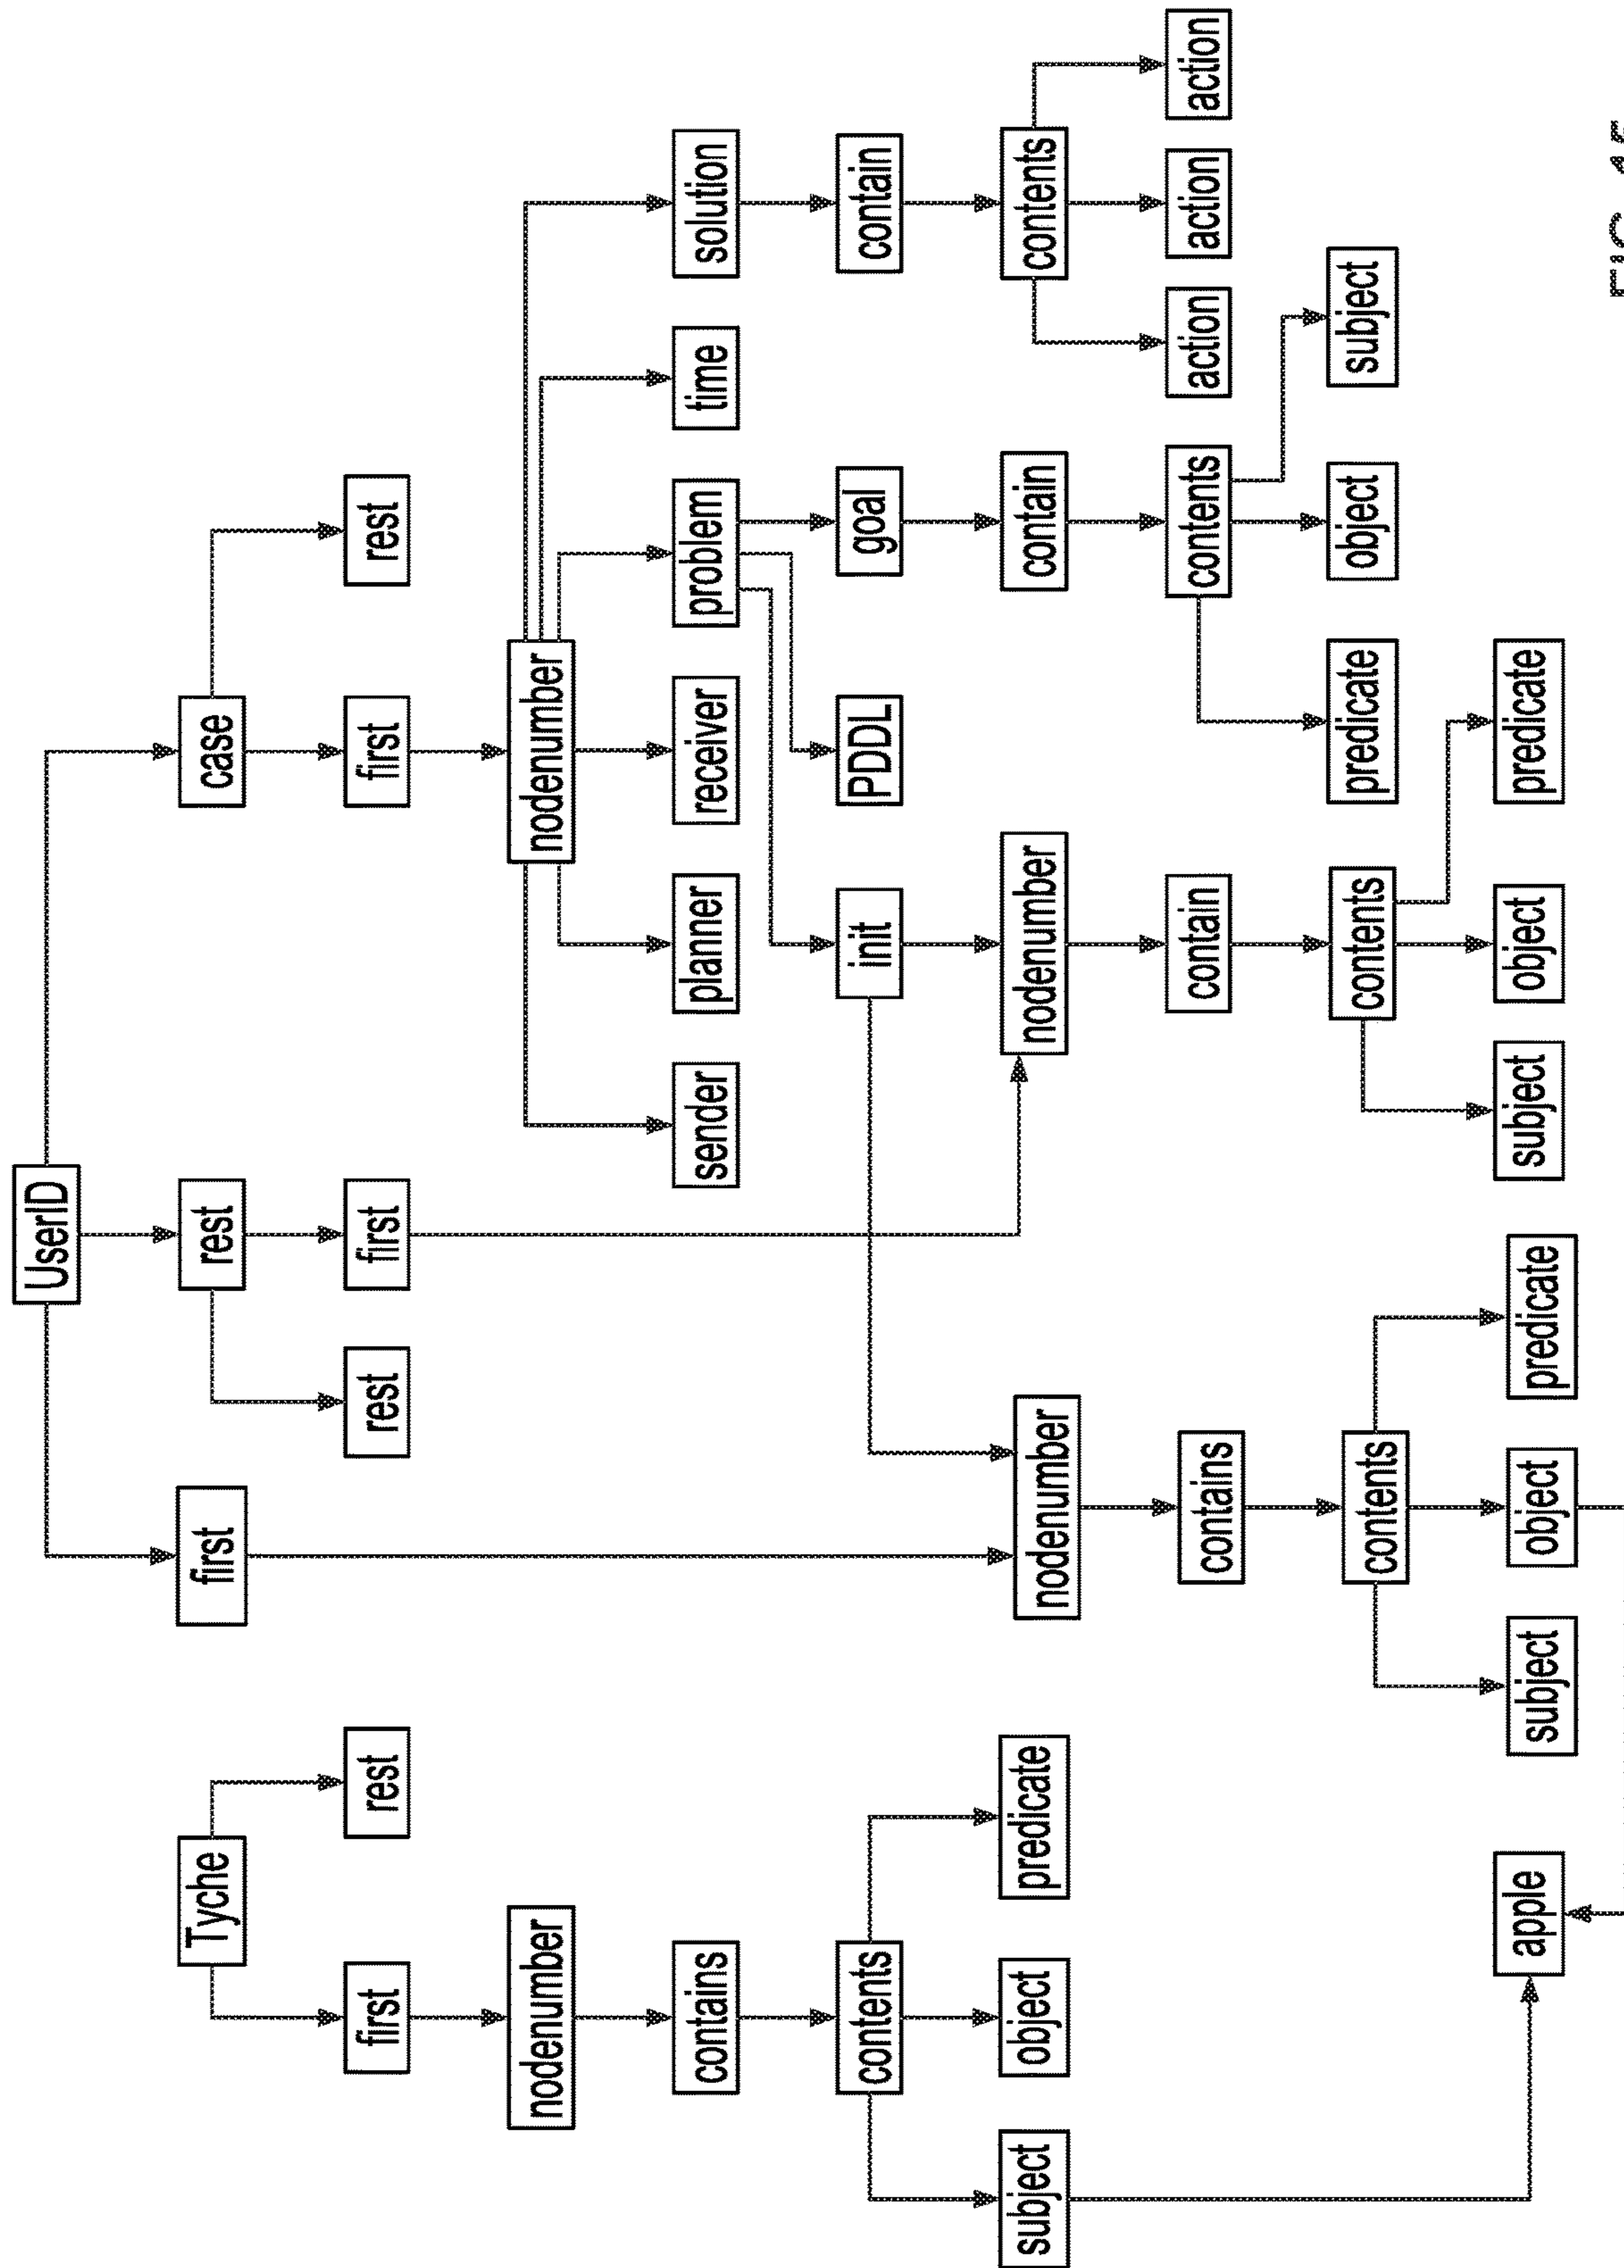 UserID
Tyche first rest case
first rest rest first first rest
nodenumber nodenumber
contains sender planner receiver problem time solution
contents init PDDL goal contain
subject object predicate nodenumber nodenumber contain contents
contains contain contents action action action
contents contents predicate object subject
apple subject object predicate subject object predicate